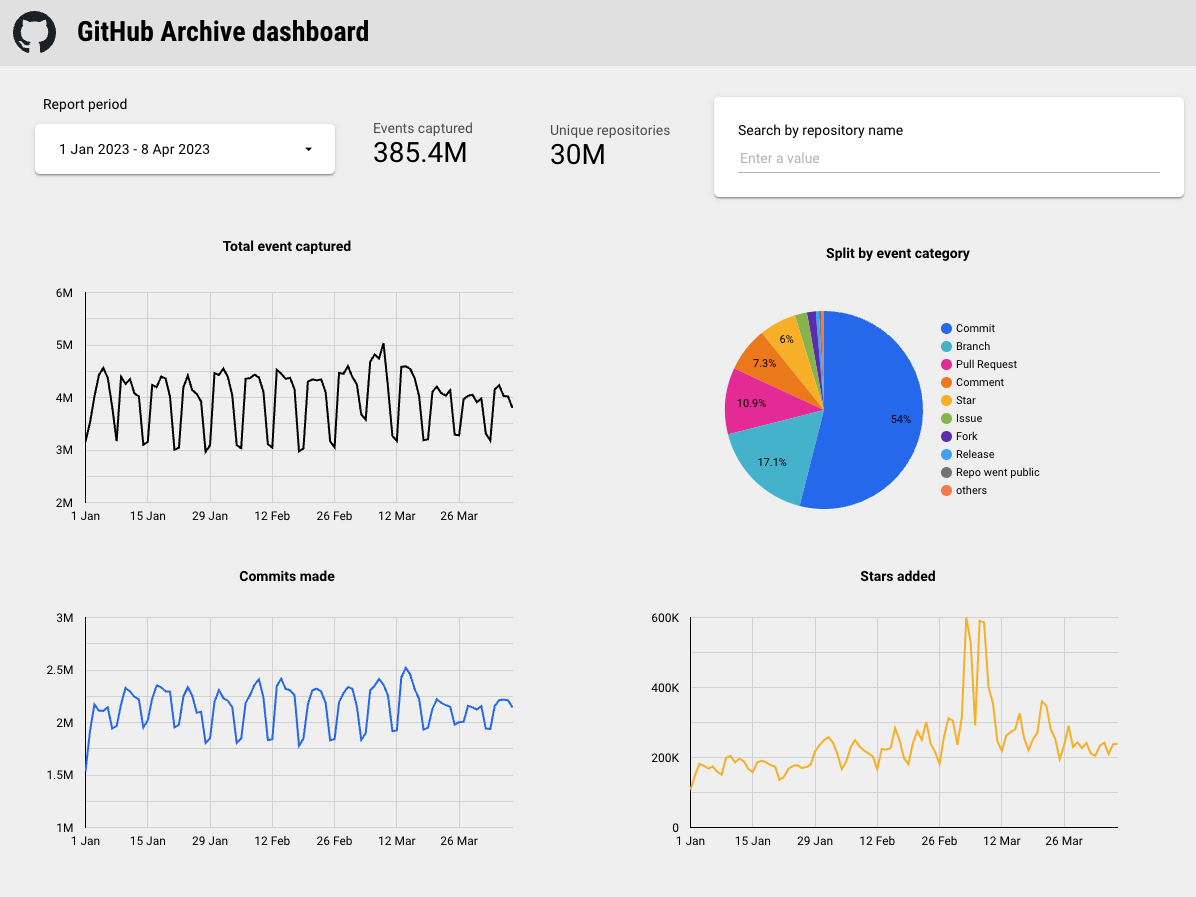 GitHub Archive dashboard
Report period
1 Jan 2023 - 8 Apr 2023
Events captured
385.4M
Unique repositories
30M
Search by repository name
Enter a value
Total event captured
6M
5M
4M
3M
2M
1 Jan 15 Jan 29 Jan 12 Feb 26 Feb 12 Mar 26 Mar
Split by event category
6%
7.3%
10.9%
17.1%
54%
Commit
Branch
Pull Request
Comment
Star
Issue
Fork
Release
Repo went public
others
Commits made
3M
2.5M
2M
1.5M
1M
1 Jan 15 Jan 29 Jan 12 Feb 26 Feb 12 Mar 26 Mar
Stars added
600K
400K
200K
0
1 Jan 15 Jan 29 Jan 12 Feb 26 Feb 12 Mar 26 Mar